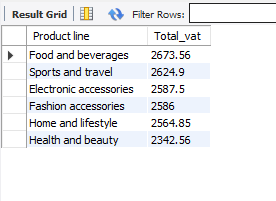 Result Grid Filter Rows:
Product line Total_vat
Food and beverages 2673.56
Sports and travel 2624.9
Electronic accessories 2587.5
Fashion accessories 2586
Home and lifestyle 2564.85
Health and beauty 2342.56